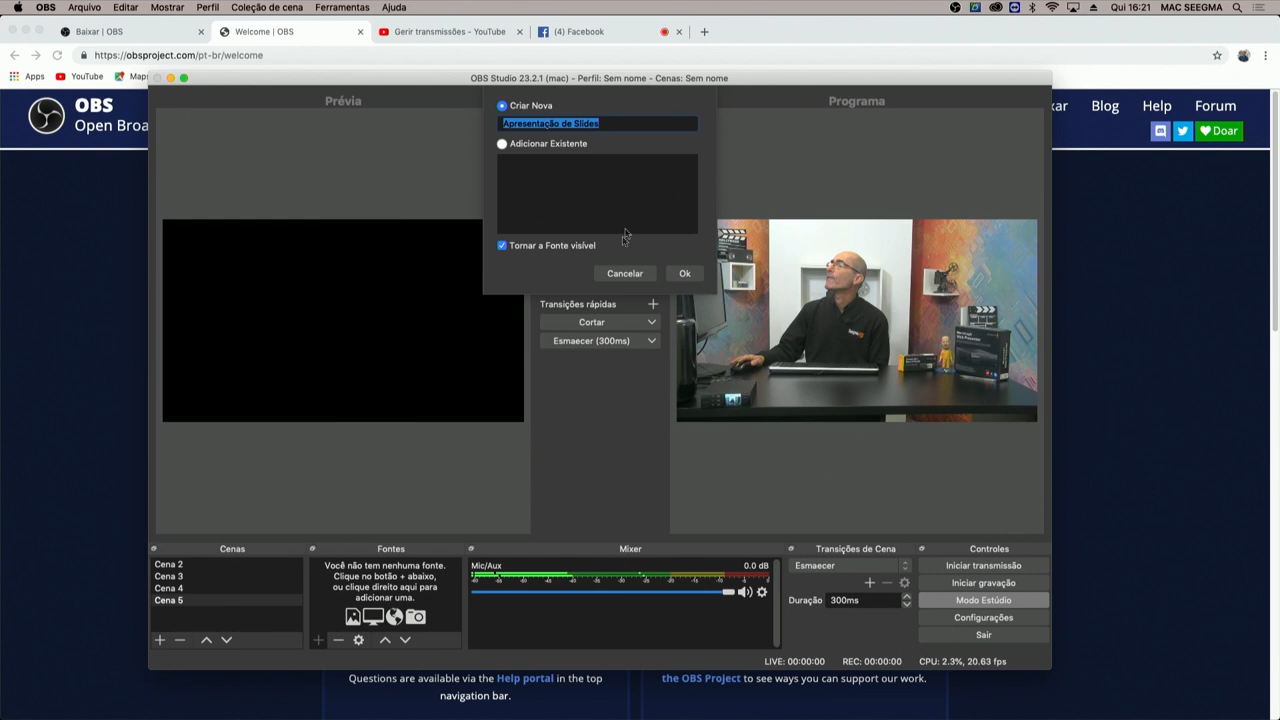 OBS Arquivo Editar Mostrar Perfil Coleção de cena Ferramentas Ajuda
Qui 16:21 MAC SEEGMA
Baixar | OBS
Welcome | OBS
Gerir transmissões - YouTube
(4) Facebook
https://obsproject.com/pt-br/welcome
Apps YouTube Maps
OBS Studio 23.2.1 (mac) - Perfil: Sem nome - Cenas: Sem nome
OBS
Open Broa
xar Blog Help Forum
Doar
Prévia
Programa
Criar Nova
Apresentação de Slides
Adicionar Existente
Tornar a Fonte visível
Cancelar Ok
Transições rápidas
Cortar
Esmaecer (300ms)
Cenas
Cena 2
Cena 3
Cena 4
Cena 5
Fontes
Você não tem nenhuma fonte.
Clique no botão + abaixo,
ou clique direito aqui para
adicionar uma.
Mixer
Mic/Aux 0.0 dB
Transições de Cena
Esmaecer
Duração 300ms
Controles
Iniciar transmissão
Iniciar gravação
Modo Estúdio
Configurações
Sair
LIVE: 00:00:00 REC: 00:00:00 CPU: 2.3%, 20.63 fps
Questions are available via the Help portal in the top
navigation bar.
the OBS Project to see ways you can support our work.